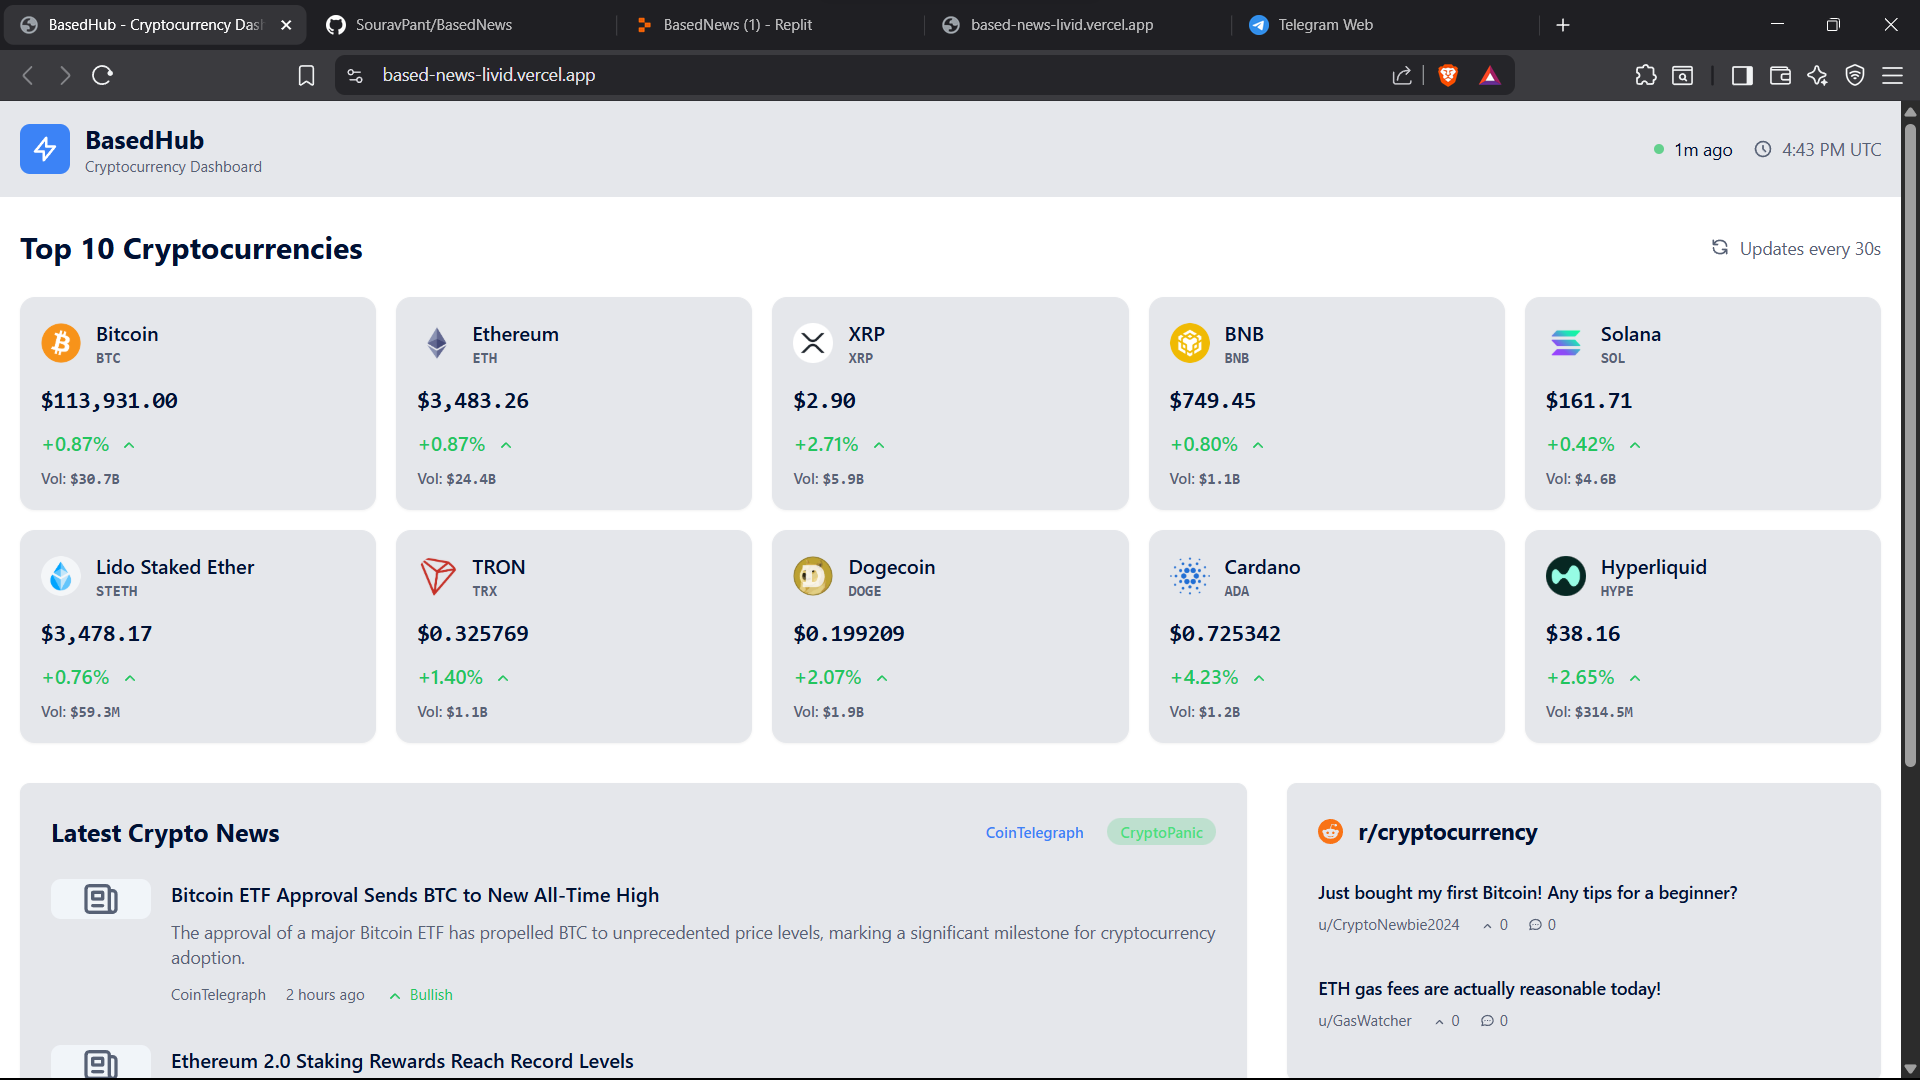 BasedHub - Cryptocurrency Das
SouravPant/BasedNews
BasedNews (1) - Replit
based-news-livid.vercel.app
Telegram Web
based-news-livid.vercel.app
BasedHub
Cryptocurrency Dashboard
1m ago
4:43 PM UTC
Top 10 Cryptocurrencies
Updates every 30s
Bitcoin
BTC
$113,931.00
+0.87%
Vol: $30.7B
Ethereum
ETH
$3,483.26
+0.87%
Vol: $24.4B
XRP
XRP
$2.90
+2.71%
Vol: $5.9B
BNB
BNB
$749.45
+0.80%
Vol: $1.1B
Solana
SOL
$161.71
+0.42%
Vol: $4.6B
Lido Staked Ether
STETH
$3,478.17
+0.76%
Vol: $59.3M
TRON
TRX
$0.325769
+1.40%
Vol: $1.1B
Dogecoin
DOGE
$0.199209
+2.07%
Vol: $1.9B
Cardano
ADA
$0.725342
+4.23%
Vol: $1.2B
Hyperliquid
HYPE
$38.16
+2.65%
Vol: $314.5M
Latest Crypto News
CoinTelegraph
CryptoPanic
Bitcoin ETF Approval Sends BTC to New All-Time High
The approval of a major Bitcoin ETF has propelled BTC to unprecedented price levels, marking a significant milestone for cryptocurrency
adoption.
CoinTelegraph 2 hours ago Bullish
Ethereum 2.0 Staking Rewards Reach Record Levels
r/cryptocurrency
Just bought my first Bitcoin! Any tips for a beginner?
u/CryptoNewbie2024 0 0
ETH gas fees are actually reasonable today!
u/GasWatcher 0 0